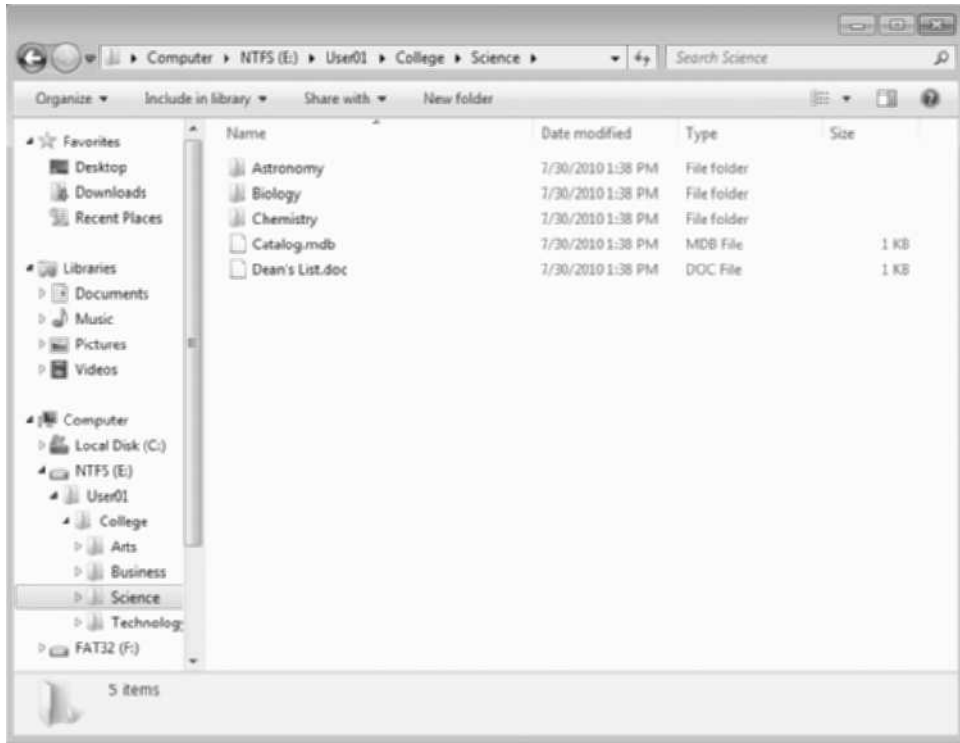 Computer ▸ NTFS (E:) ▸ User01 ▸ College ▸ Science ▸
Search Science
Organize Include in library Share with New folder
Favorites
Desktop
Downloads
Recent Places
Libraries
Documents
Music
Pictures
Videos
Computer
Local Disk (C:)
NTFS (E:)
User01
College
Arts
Business
Science
Technology
FAT32 (F:)
Name Date modified Type Size
Astronomy 7/30/2010 1:38 PM File folder
Biology 7/30/2010 1:38 PM File folder
Chemistry 7/30/2010 1:38 PM File folder
Catalog.mdb 7/30/2010 1:38 PM MDB File 1 KB
Dean's List.doc 7/30/2010 1:38 PM DOC File 1 KB
5 items